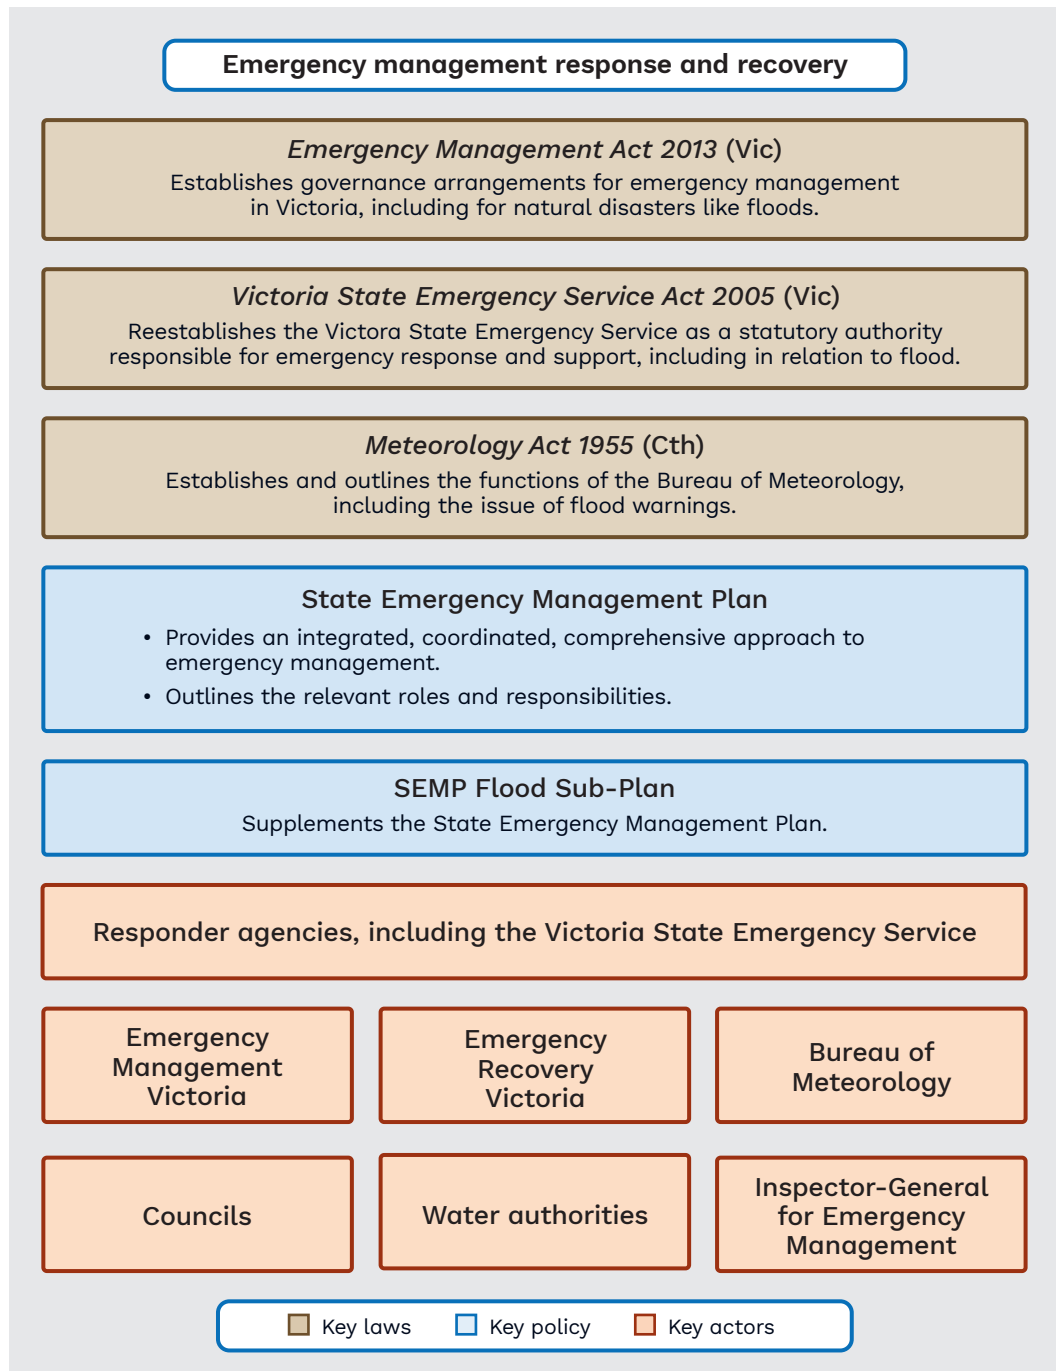 Emergency management response and recovery
Emergency Management Act 2013 (Vic)
Establishes governance arrangements for emergency management
in Victoria, including for natural disasters like floods.
Victoria State Emergency Service Act 2005 (Vic)
Reestablishes the Victora State Emergency Service as a statutory authority
responsible for emergency response and support, including in relation to flood.
Meteorology Act 1955 (Cth)
Establishes and outlines the functions of the Bureau of Meteorology,
including the issue of flood warnings.
State Emergency Management Plan
• Provides an integrated, coordinated, comprehensive approach to
emergency management.
• Outlines the relevant roles and responsibilities.
SEMP Flood Sub-Plan
Supplements the State Emergency Management Plan.
Responder agencies, including the Victoria State Emergency Service
Emergency
Management
Victoria
Emergency
Recovery
Victoria
Bureau of
Meteorology
Councils
Water authorities
Inspector-General
for Emergency
Management
Key laws
Key policy
Key actors